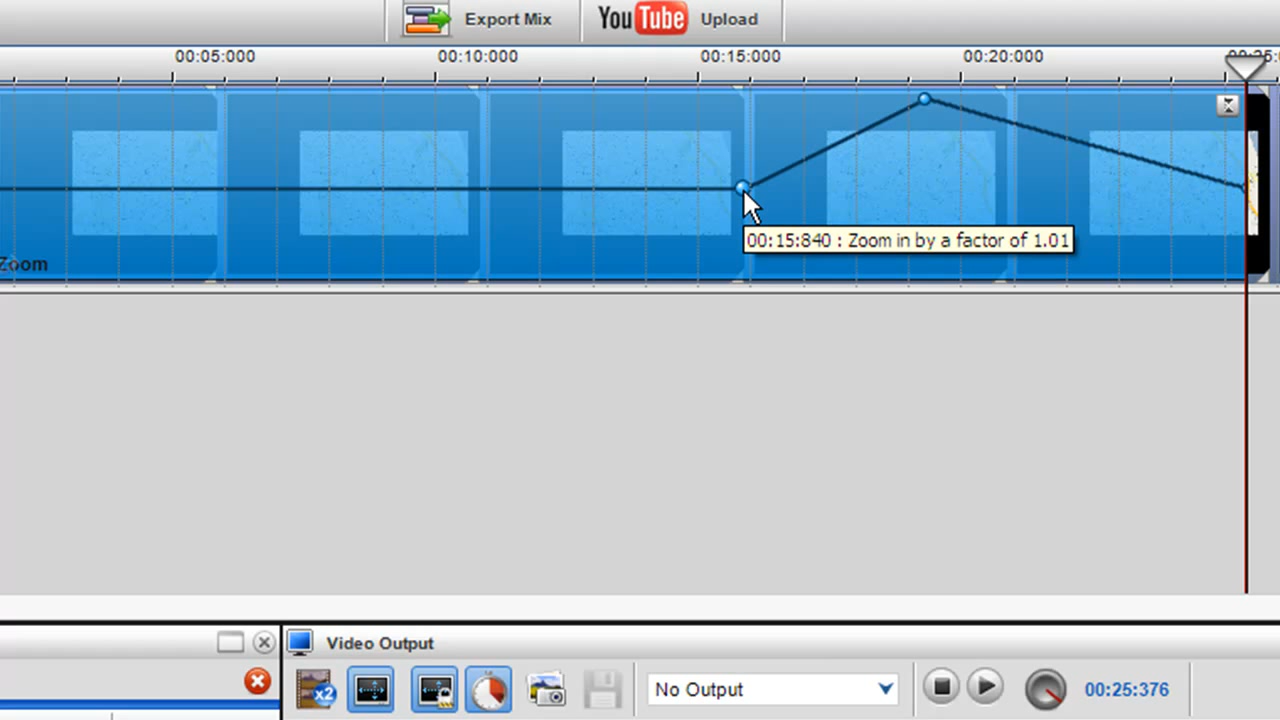 Export Mix
YouTube Upload
00:05:000 00:10:000 00:15:000 00:20:000
00:15:840 : Zoom in by a factor of 1.01
Zoom
Video Output
x2
No Output
00:25:376